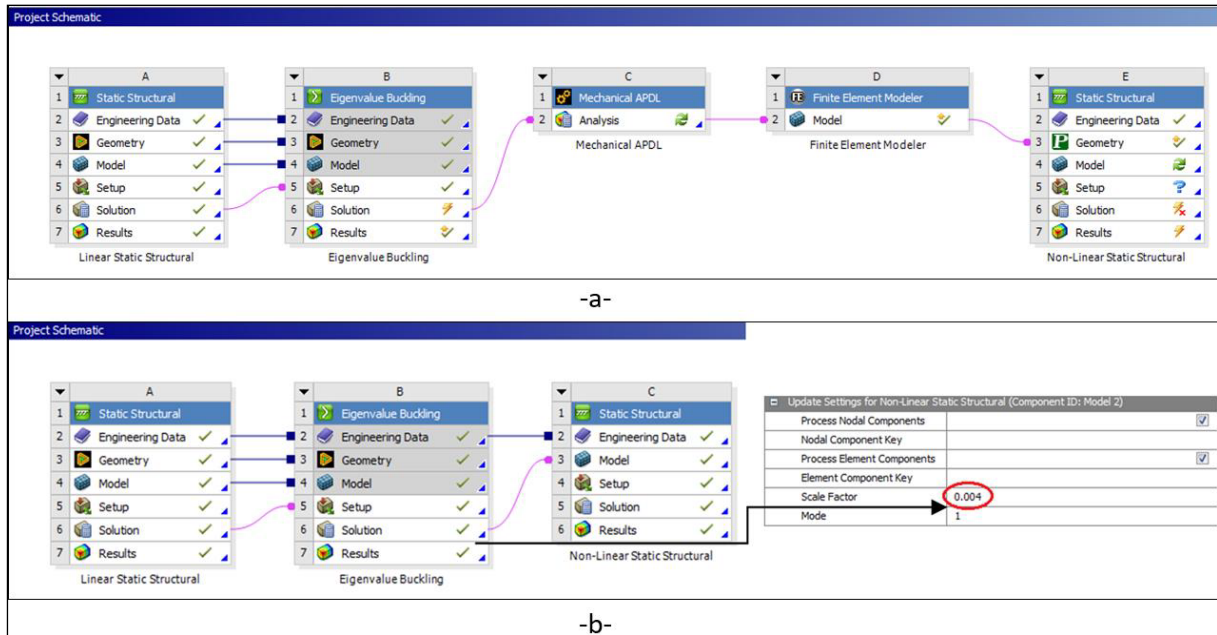 Project Schematic
A
1 Static Structural
2 Engineering Data
3 Geometry
4 Model
5 Setup
6 Solution
7 Results
Linear Static Structural
B
1 Eigenvalue Buckling
2 Engineering Data
3 Geometry
4 Model
5 Setup
6 Solution
7 Results
Eigenvalue Buckling
C
1 Mechanical APDL
2 Analysis
Mechanical APDL
D
1 Finite Element Modeler
2 Model
Finite Element Modeler
E
1 Static Structural
2 Engineering Data
3 Geometry
4 Model
5 Setup
6 Solution
7 Results
Non-Linear Static Structural
-a-
Project Schematic
A
1 Static Structural
2 Engineering Data
3 Geometry
4 Model
5 Setup
6 Solution
7 Results
Linear Static Structural
B
1 Eigenvalue Buckling
2 Engineering Data
3 Geometry
4 Model
5 Setup
6 Solution
7 Results
Eigenvalue Buckling
C
1 Static Structural
2 Engineering Data
3 Model
4 Setup
5 Solution
6 Results
Non-Linear Static Structural
Update Settings for Non-Linear Static Structural (Component ID: Model 2)
Process Nodal Components
Nodal Component Key
Process Element Components
Element Component Key
Scale Factor 0.004
Mode 1
-b-